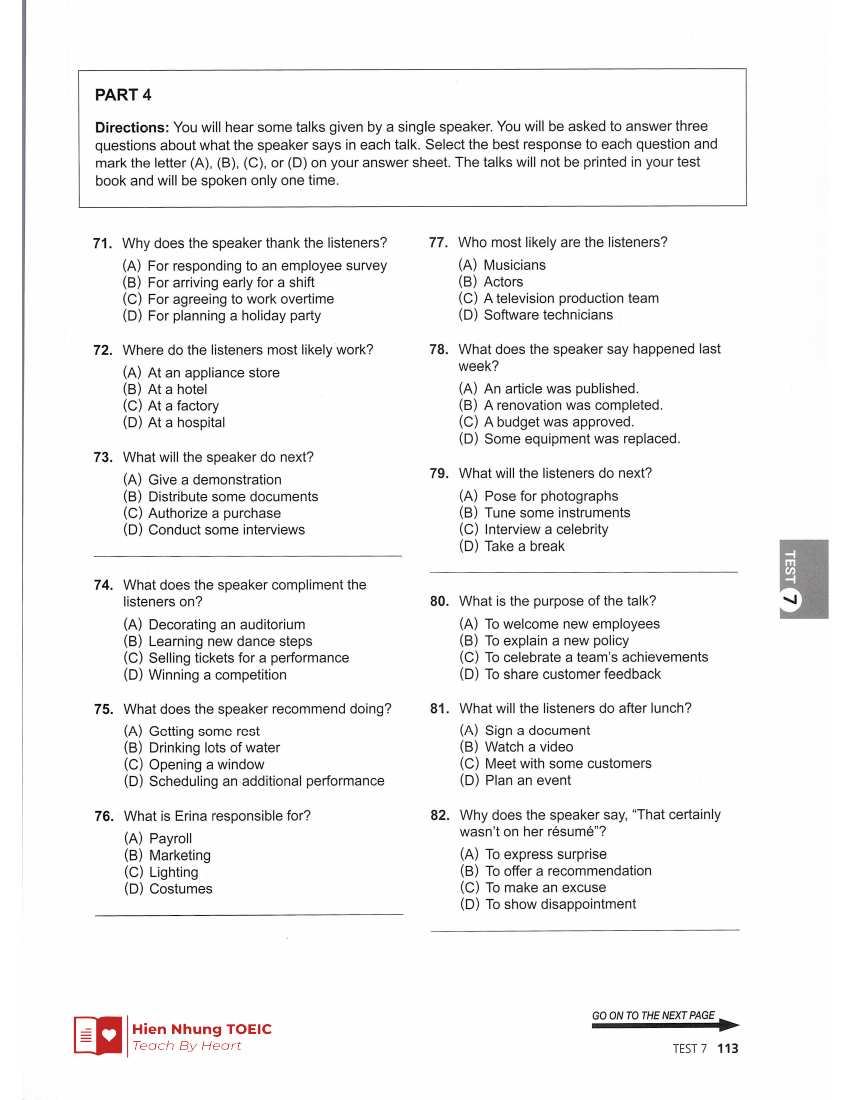 PART 4
Directions: You will hear some talks given by a single speaker. You will be asked to answer three
questions about what the speaker says in each talk. Select the best response to each question and
mark the letter (A), (B), (C), or (D) on your answer sheet. The talks will not be printed in your test
book and will be spoken only one time.
71. Why does the speaker thank the listeners?
(A) For responding to an employee survey
(B) For arriving early for a shift
(C) For agreeing to work overtime
(D) For planning a holiday party
72. Where do the listeners most likely work?
(A) At an appliance store
(B) At a hotel
(C) At a factory
(D) At a hospital
73. What will the speaker do next?
(A) Give a demonstration
(B) Distribute some documents
(C) Authorize a purchase
(D) Conduct some interviews
74. What does the speaker compliment the
listeners on?
(A) Decorating an auditorium
(B) Learning new dance steps
(C) Selling tickets for a performance
(D) Winning a competition
75. What does the speaker recommend doing?
(A) Getting some rest
(B) Drinking lots of water
(C) Opening a window
(D) Scheduling an additional performance
76. What is Erina responsible for?
(A) Payroll
(B) Marketing
(C) Lighting
(D) Costumes
77. Who most likely are the listeners?
(A) Musicians
(B) Actors
(C) A television production team
(D) Software technicians
78. What does the speaker say happened last
week?
(A) An article was published.
(B) A renovation was completed.
(C) A budget was approved.
(D) Some equipment was replaced.
79. What will the listeners do next?
(A) Pose for photographs
(B) Tune some instruments
(C) Interview a celebrity
(D) Take a break
80. What is the purpose of the talk?
(A) To welcome new employees
(B) To explain a new policy
(C) To celebrate a team's achievements
(D) To share customer feedback
81. What will the listeners do after lunch?
(A) Sign a document
(B) Watch a video
(C) Meet with some customers
(D) Plan an event
82. Why does the speaker say, "That certainly
wasn't on her résumé"?
(A) To express surprise
(B) To offer a recommendation
(C) To make an excuse
(D) To show disappointment
TEST 7
Hien Nhung TOEIC
Teach By Heart
GO ON TO THE NEXT PAGE
TEST 7 113